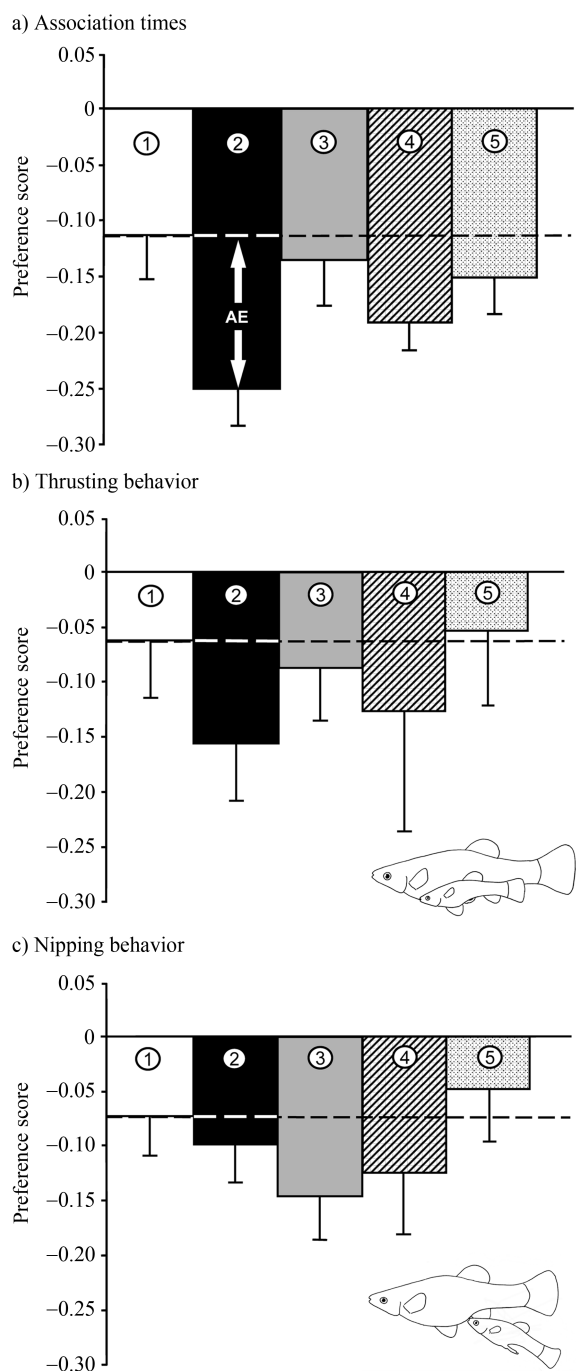 a) Association times
0.05
0
–0.05
–0.10
–0.15
–0.20
–0.25
–0.30
Preference score
1 2 3 4 5
AE
b) Thrusting behavior
0.05
0
–0.05
–0.10
–0.15
–0.20
–0.25
–0.30
Preference score
1 2 3 4 5
c) Nipping behavior
0.05
0
–0.05
–0.10
–0.15
–0.20
–0.25
–0.30
Preference score
1 2 3 4 5